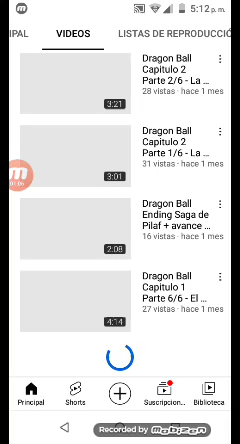 5:12 p.m.
IPAL VIDEOS LISTAS DE REPRODUCCIÓ
Dragon Ball
Capitulo 2
Parte 2/6 - La ...
28 vistas · hace 1 mes
3:21
Dragon Ball
Capitulo 2
Parte 1/6 - La ...
31 vistas · hace 1 mes
3:01
Dragon Ball
Ending Saga de
Pilaf + avance ...
16 vistas · hace 1 mes
2:08
Dragon Ball
Capitulo 1
Parte 6/6 - El ...
27 vistas · hace 1 mes
4:14
Principal Shorts Suscripcion... Biblioteca
Recorded by Mobizen